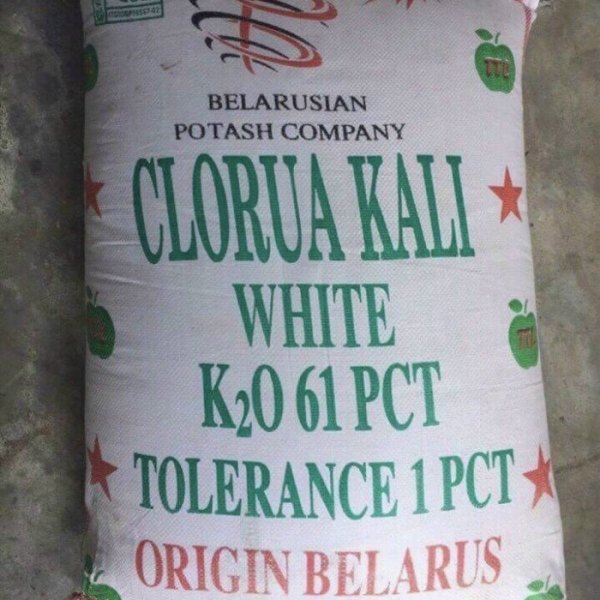 BELARUSIAN
POTASH COMPANY
CLORUA KALI
WHITE
K₂O 61 PCT
TOLERANCE 1 PCT
ORIGIN BELARUS